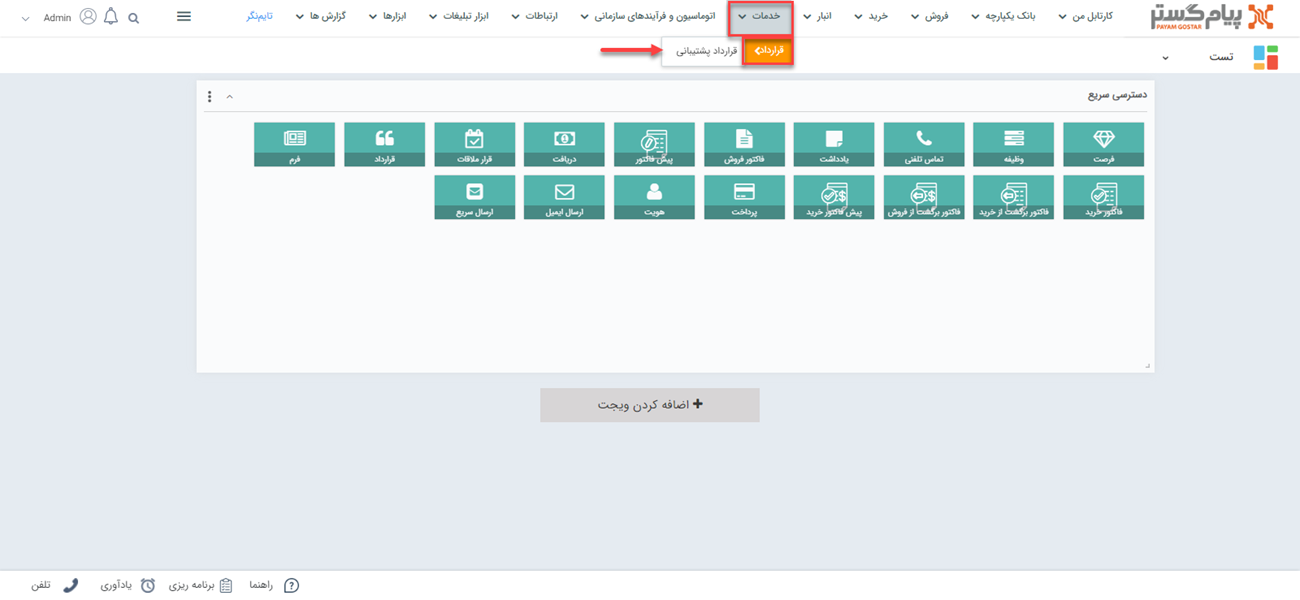 پیام گستر
PAYAM GOSTAR
کارتابل من
بانک یکپارچه
فروش
خرید
انبار
خدمات
اتوماسیون و فرآیندهای سازمانی
ارتباطات
ابزار تبلیغات
ابزارها
گزارش ها
تایم‌نگر
Admin
قرارداد
قرارداد پشتیبانی
تست
دسترسی سریع
فرصت
وظیفه
تماس تلفنی
یادداشت
فاکتور فروش
پیش فاکتور
دریافت
قرار ملاقات
قرارداد
فرم
فاکتور خرید
فاکتور برگشت از خرید
فاکتور برگشت از فروش
پیش فاکتور خرید
پرداخت
هویت
ارسال ایمیل
ارسال سریع
+ اضافه کردن ویجت
راهنما
برنامه ریزی
یادآوری
تلفن